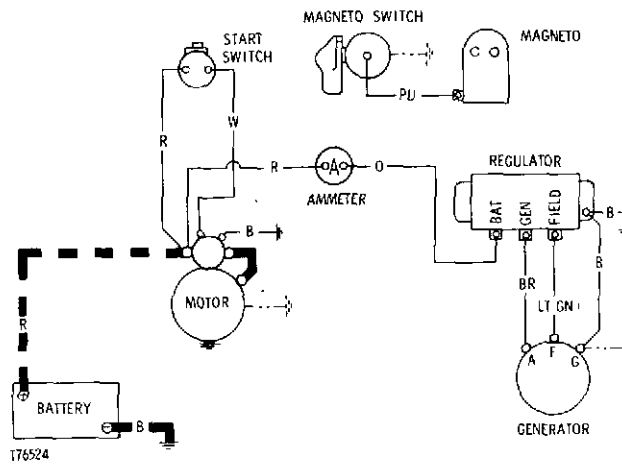 MAGNETO SWITCH
MAGNETO
START
SWITCH
PU
W
R
R
A
O
AMMETER
REGULATOR
BAT
GEN
FIELD
B
B
B
BR
LT GN
MOTOR
R
A
F
G
GENERATOR
BATTERY
B
T76524